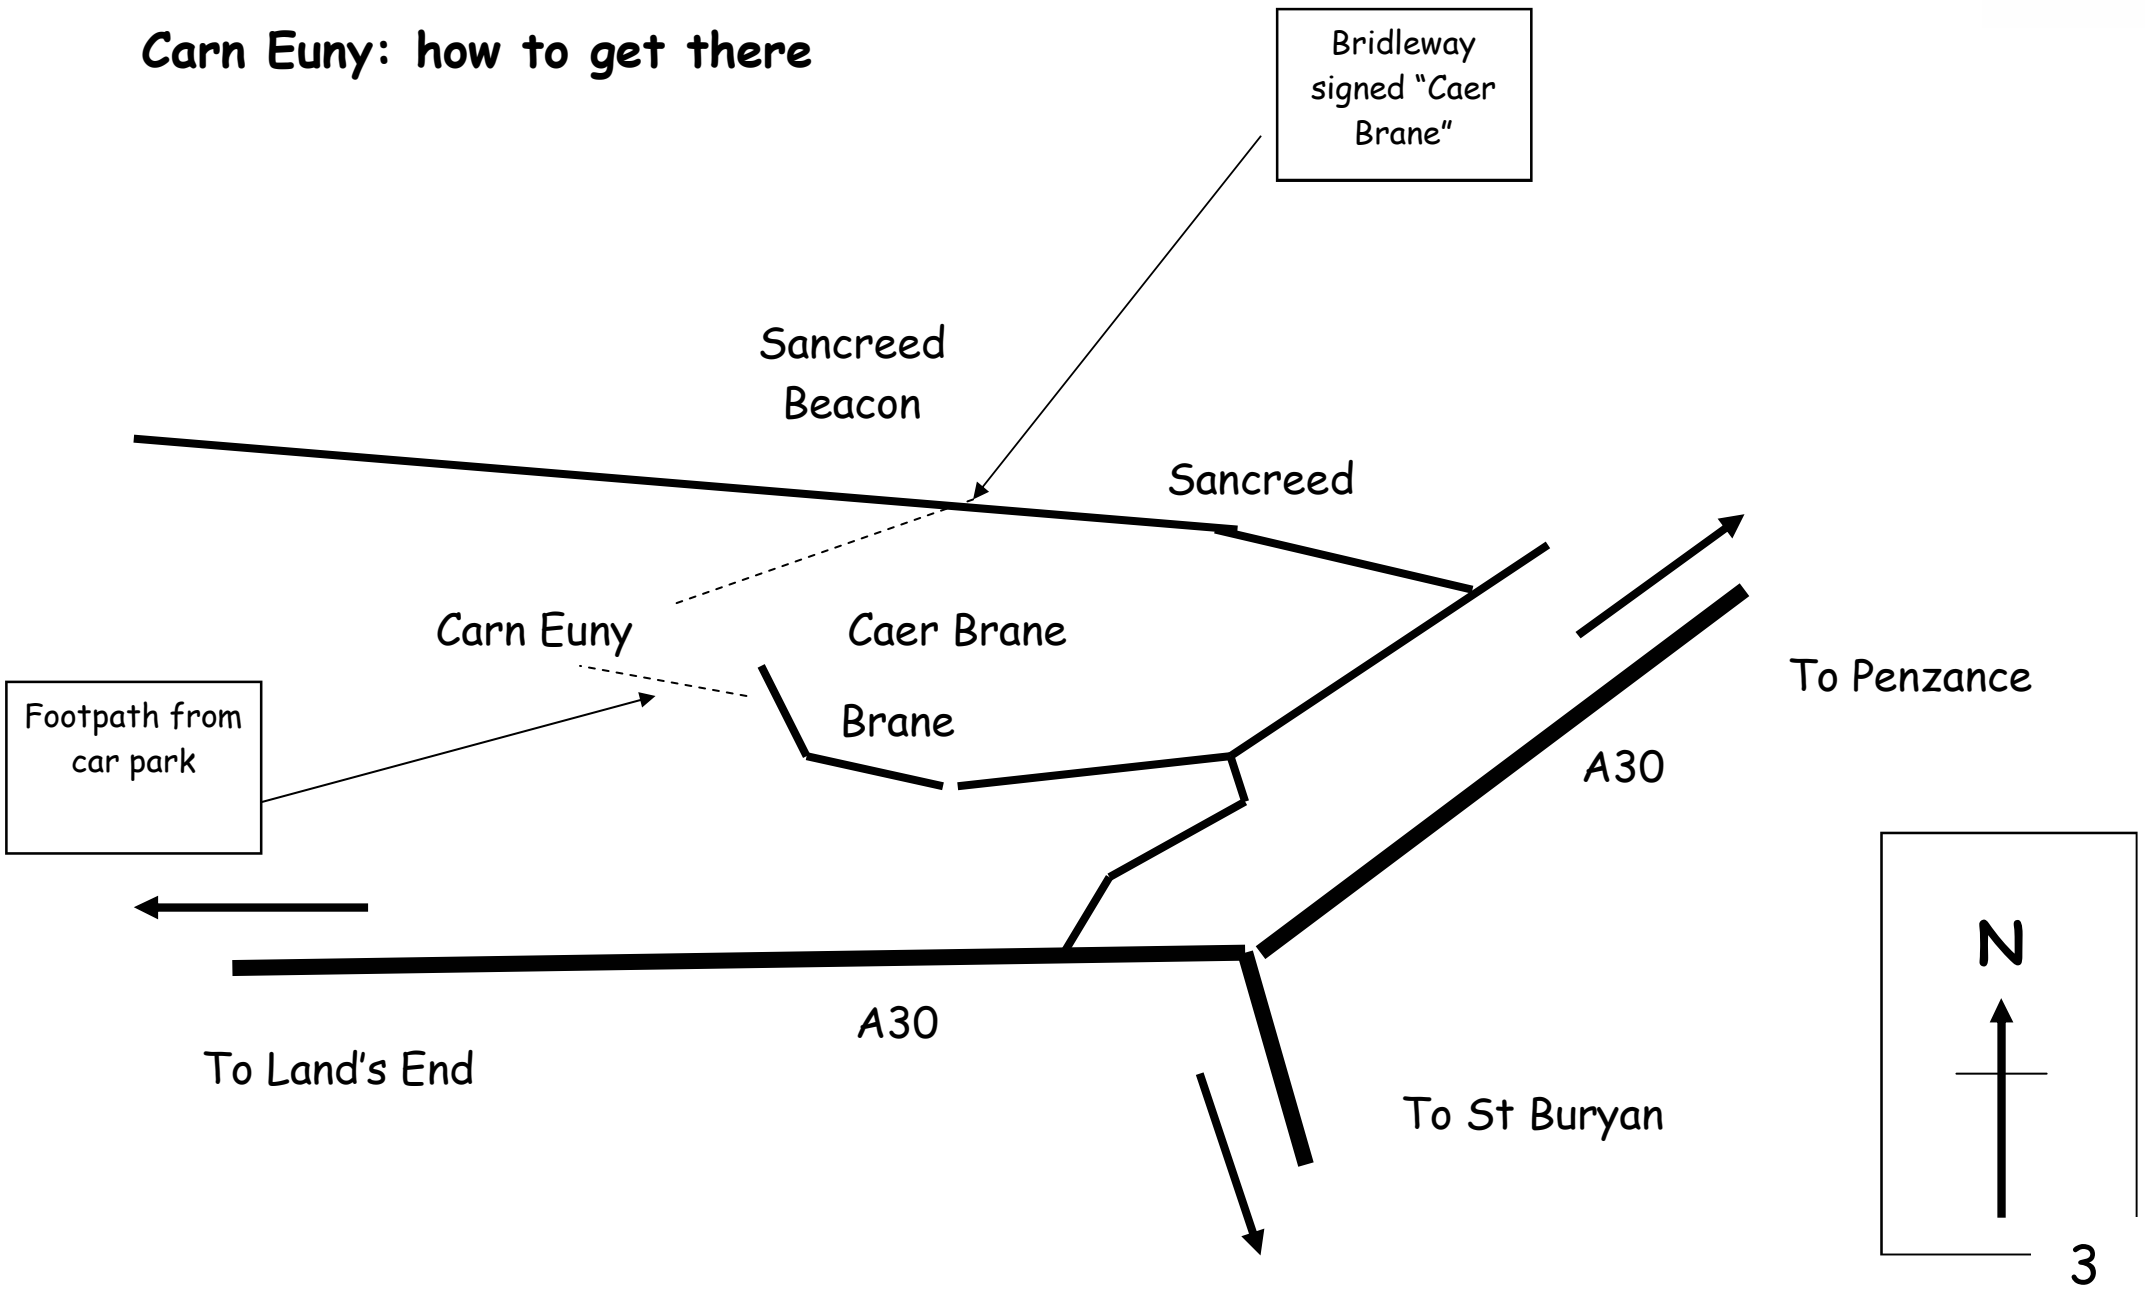 Carn Euny: how to get there
Bridleway
signed “Caer
Brane”
Sancreed
Beacon
Sancreed
Carn Euny
Caer Brane
To Penzance
Footpath from
car park
Brane
A30
N
A30
To Land’s End
To St Buryan
3